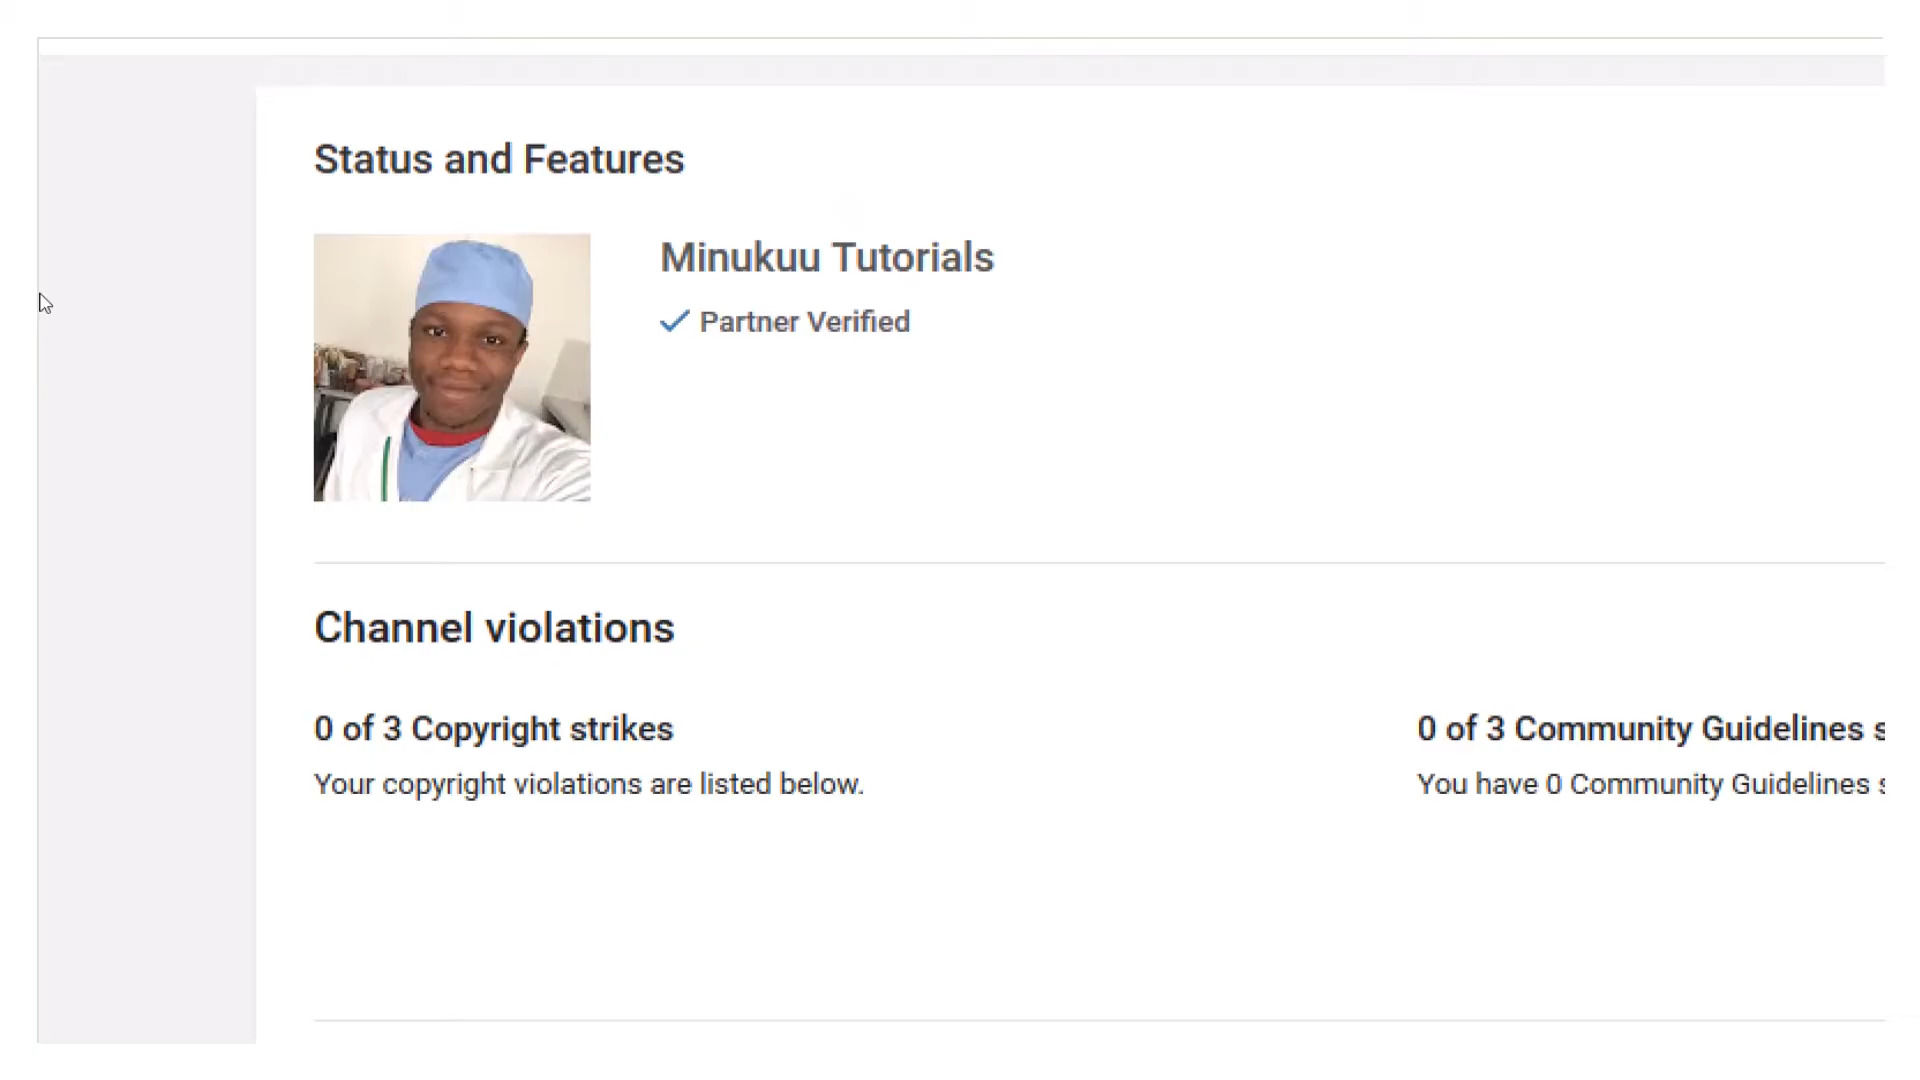 Status and Features
Minukuu Tutorials
Partner Verified
Channel violations
0 of 3 Copyright strikes
Your copyright violations are listed below.
0 of 3 Community Guidelines s
You have 0 Community Guidelines s